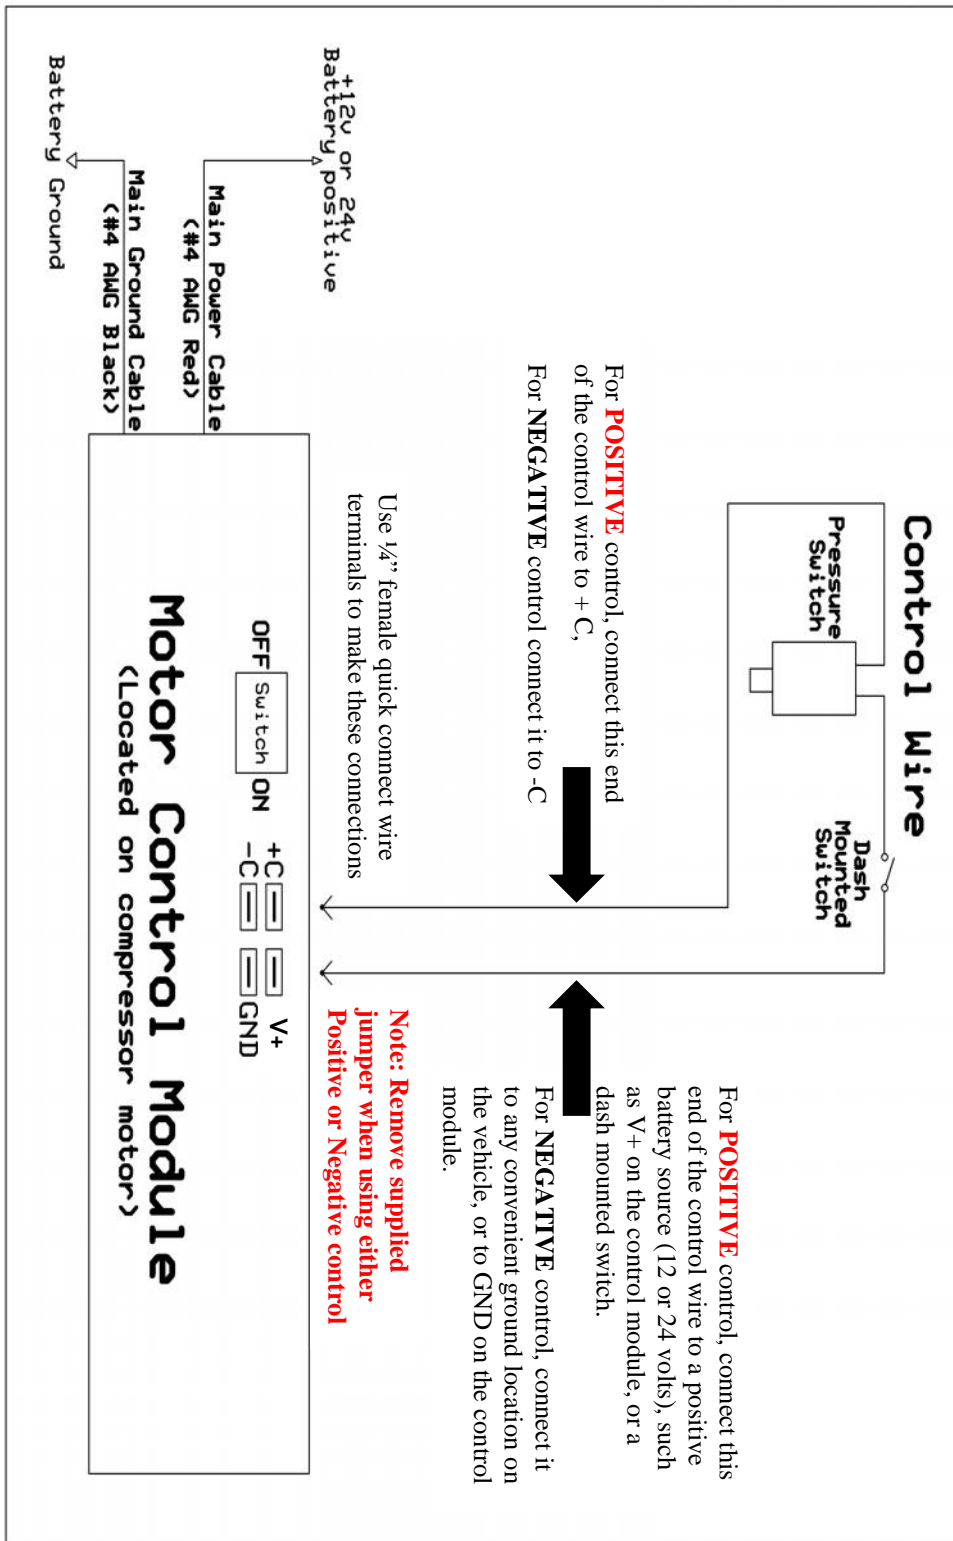 Control Wire
Pressure
Switch
Dash
Mounted
Switch
For POSITIVE control, connect this end
of the control wire to + C,
For NEGATIVE control connect it to -C
For POSITIVE control, connect this
end of the control wire to a positive
battery source (12 or 24 volts), such
as V+ on the control module, or a
dash mounted switch.
For NEGATIVE control, connect it
to any convenient ground location on
the vehicle, or to GND on the control
module.
+12v or 24v
Battery positive
Use ¼” female quick connect wire
terminals to make these connections
Note: Remove supplied
jumper when using either
Positive or Negative control
Main Power Cable
(#4 AWG Red)
Main Ground Cable
(#4 AWG Black)
Battery Ground
OFF Switch ON
+C V+
-C GND
Motor Control Module
(Located on compressor motor)